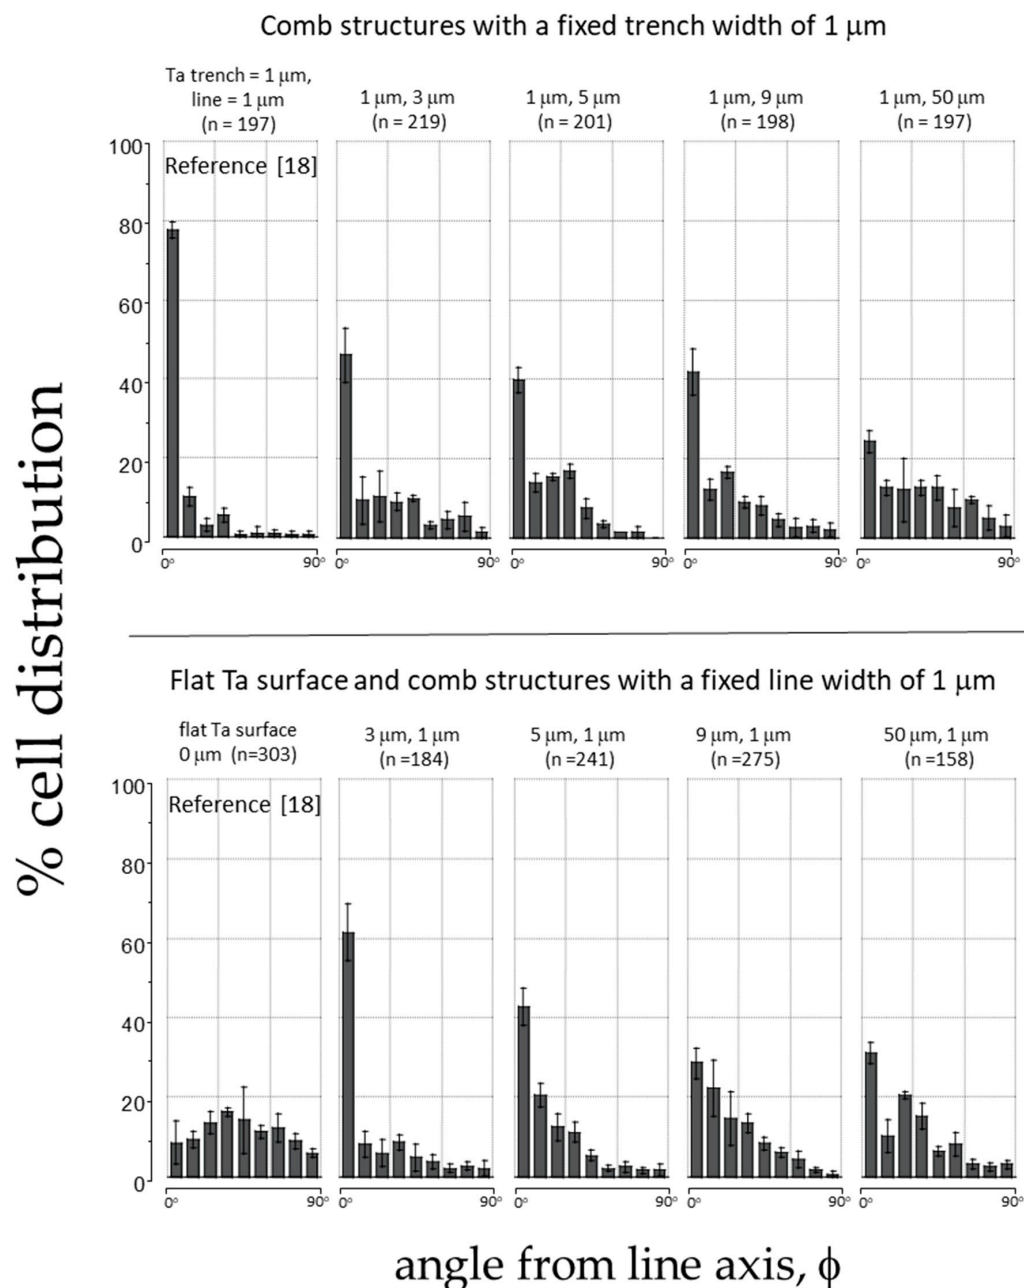 Comb structures with a fixed trench width of 1 μm
Ta trench = 1 μm,
line = 1 μm
(n = 197)
1 μm, 3 μm
(n = 219)
1 μm, 5 μm
(n = 201)
1 μm, 9 μm
(n = 198)
1 μm, 50 μm
(n = 197)
Reference [18]
100
80
60
40
20
0
0° 90° 0° 90° 0° 90° 0° 90° 0° 90°
% cell distribution
Flat Ta surface and comb structures with a fixed line width of 1 μm
flat Ta surface
0 μm (n=303)
3 μm, 1 μm
(n =184)
5 μm, 1 μm
(n =241)
9 μm, 1 μm
(n =275)
50 μm, 1 μm
(n =158)
Reference [18]
100
80
60
40
20
0
0° 90° 0° 90° 0° 90° 0° 90° 0° 90°
angle from line axis, ϕ